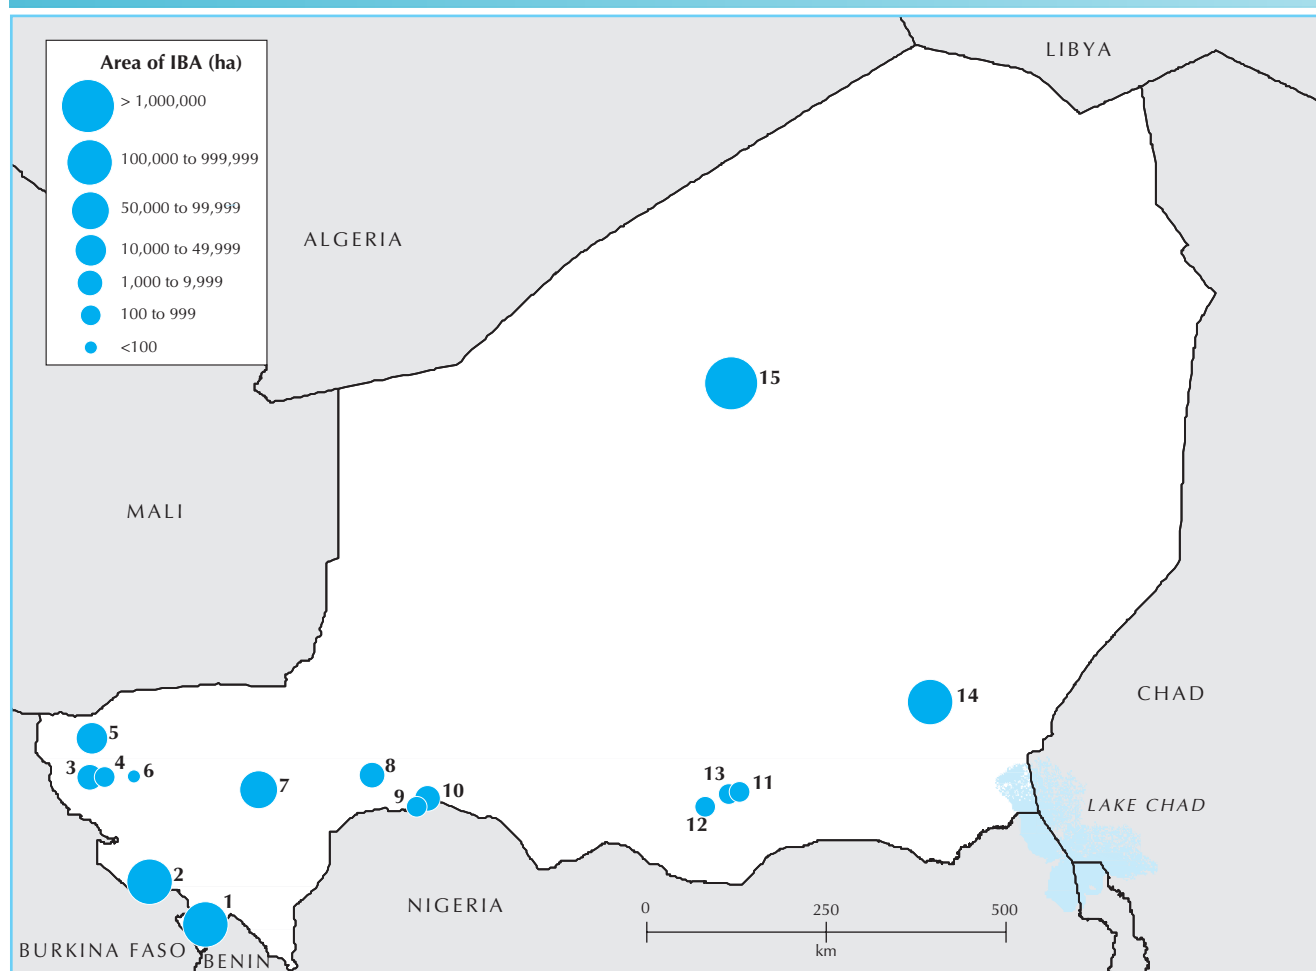 LIBYA
Area of IBA (ha)
> 1,000,000
100,000 to 999,999
50,000 to 99,999
10,000 to 49,999
1,000 to 9,999
100 to 999
<100
ALGERIA
15
MALI
CHAD
14
5
3
4
6
7
8
9
10
13
11
12
LAKE CHAD
2
1
NIGERIA
0
250
500
km
BURKINA FASO
BENIN